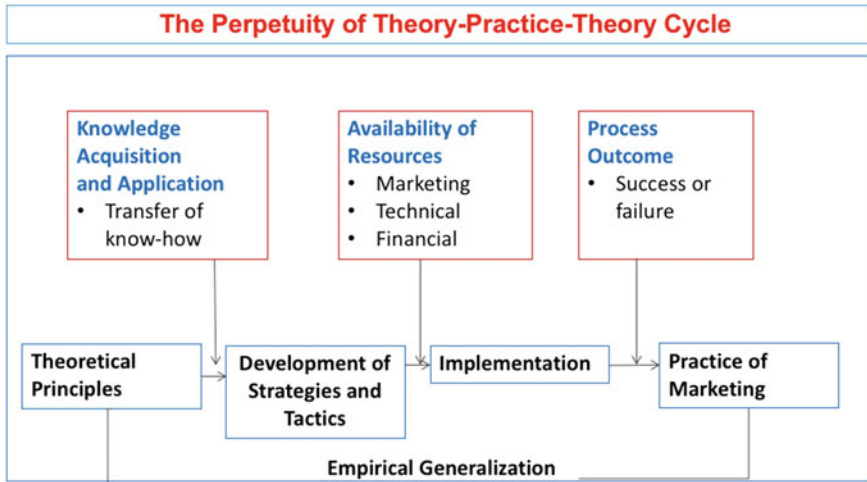 The Perpetuity of Theory-Practice-Theory Cycle
Knowledge
Acquisition
and Application
• Transfer of
know-how
Availability of
Resources
• Marketing
• Technical
• Financial
Process
Outcome
• Success or
failure
Theoretical
Principles
Development of
Strategies and
Tactics
Implementation
Practice of
Marketing
Empirical Generalization